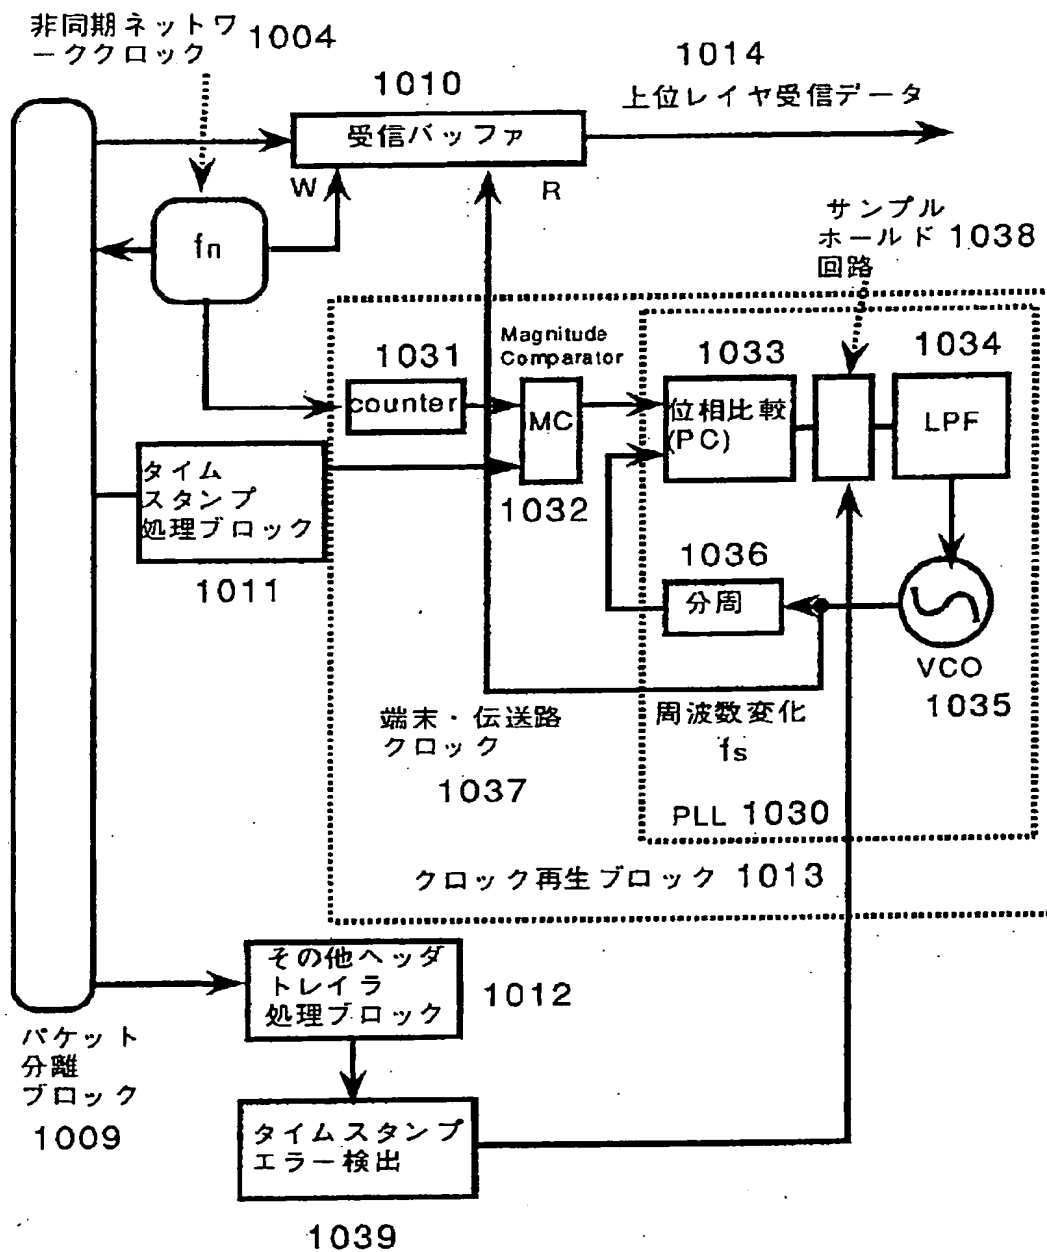 非同期ネットワ
ーククロック
1004
1010
1014
上位レイヤ受信データ
受信バッファ
W
R
fn
サンプル
ホールド
回路
1038
1031
Magnitude
Comparator
1033
1034
counter
MC
位相比較
(PC)
LPF
タイム
スタンプ
処理ブロック
1032
1011
1036
分周
VCO
1035
端末・伝送路
クロック
1037
周波数変化
fs
PLL 1030
クロック再生ブロック 1013
その他ヘッダ
トレイラ
処理ブロック
1012
パケット
分離
ブロック
1009
タイムスタンプ
エラー検出
1039